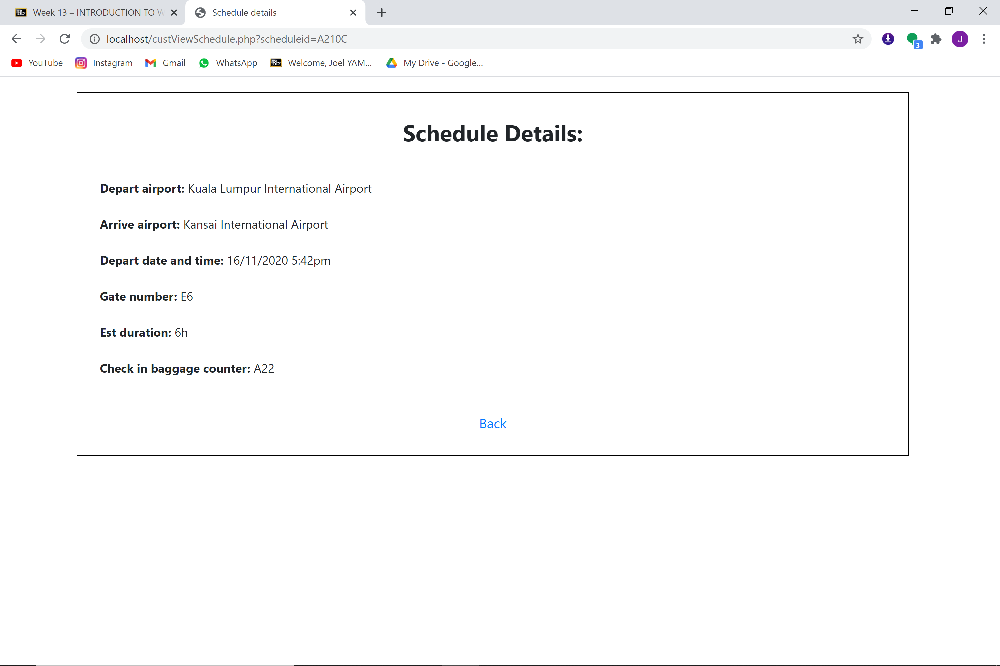 Bb Week 13 – INTRODUCTION TO W
Schedule details
localhost/custViewSchedule.php?scheduleid=A210C
3
J
YouTube
Instagram
Gmail
WhatsApp
Bb Welcome, Joel YAM...
My Drive - Google...
Schedule Details:
Depart airport: Kuala Lumpur International Airport
Arrive airport: Kansai International Airport
Depart date and time: 16/11/2020 5:42pm
Gate number: E6
Est duration: 6h
Check in baggage counter: A22
Back